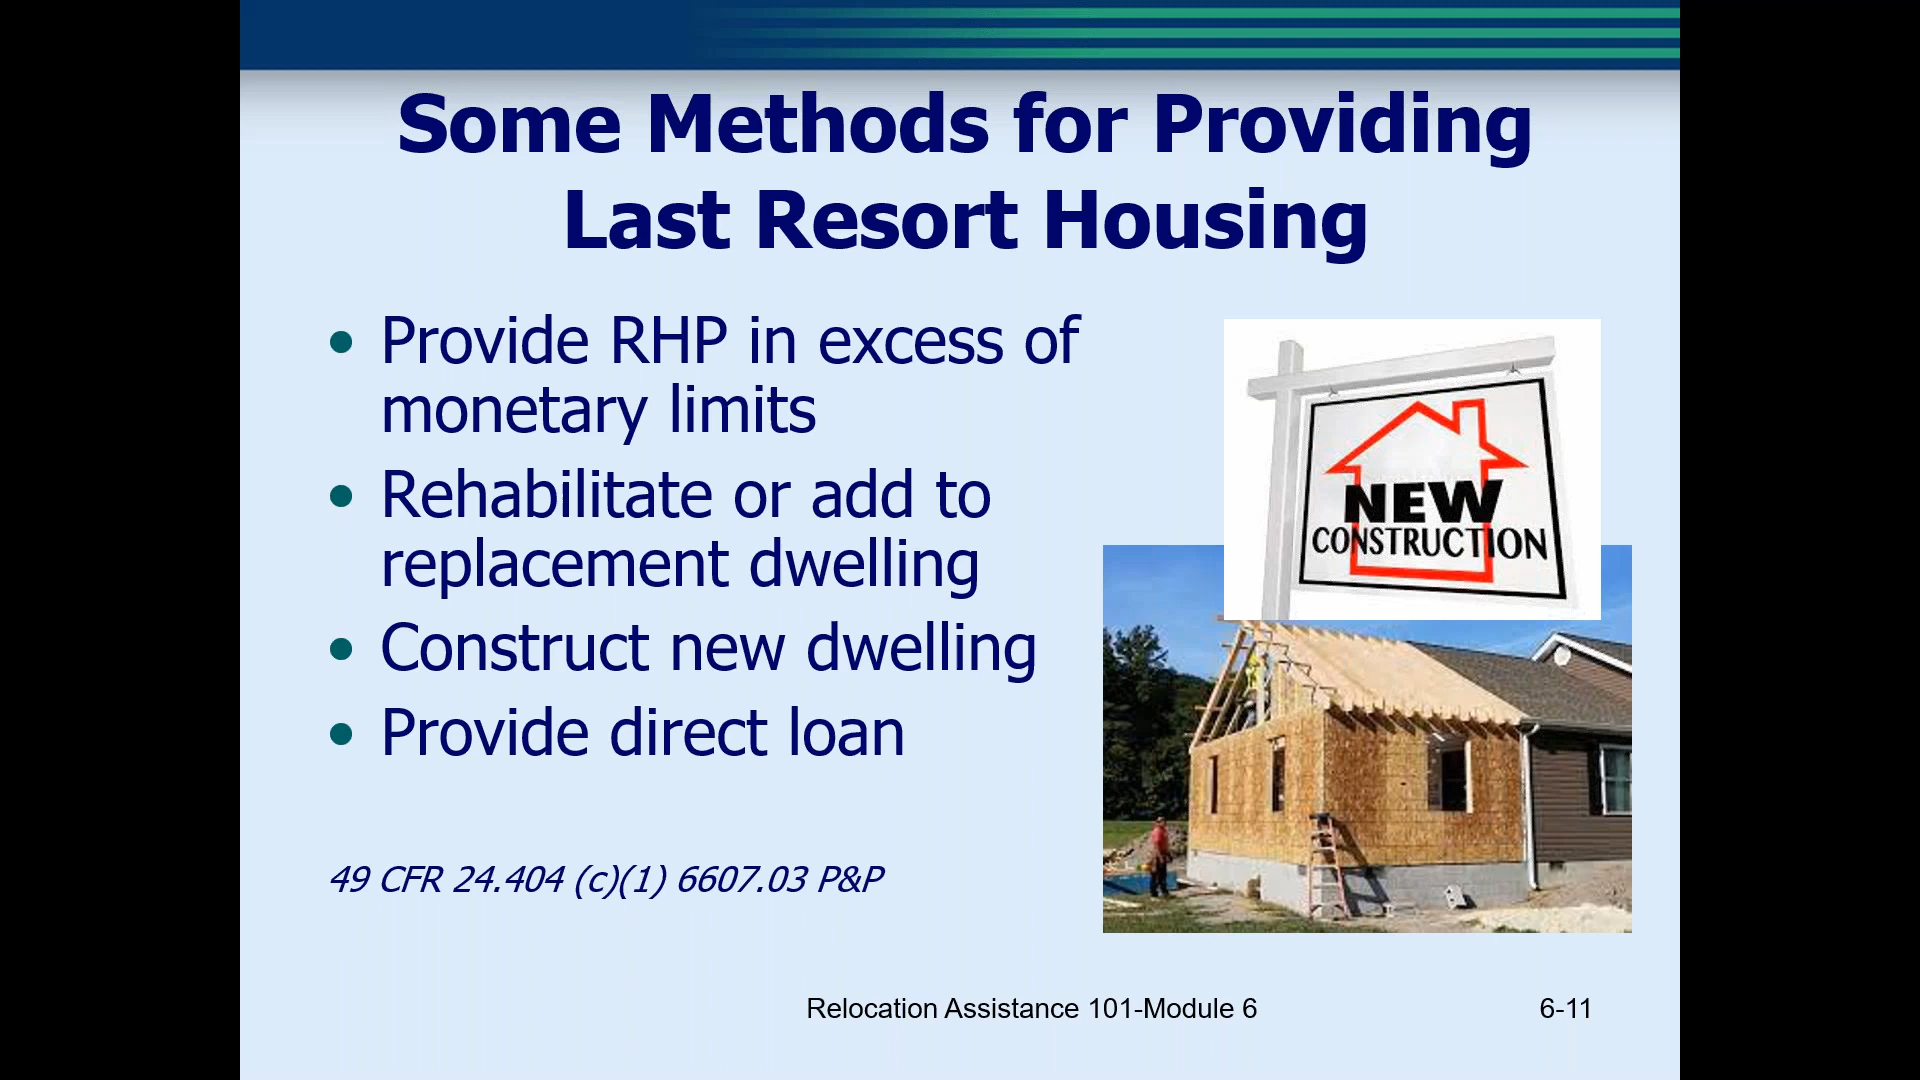 Some Methods for Providing
Last Resort Housing
• Provide RHP in excess of
monetary limits
• Rehabilitate or add to
replacement dwelling
• Construct new dwelling
• Provide direct loan
NEW
CONSTRUCTION
49 CFR 24.404 (c)(1) 6607.03 P&P
Relocation Assistance 101-Module 6
6-11